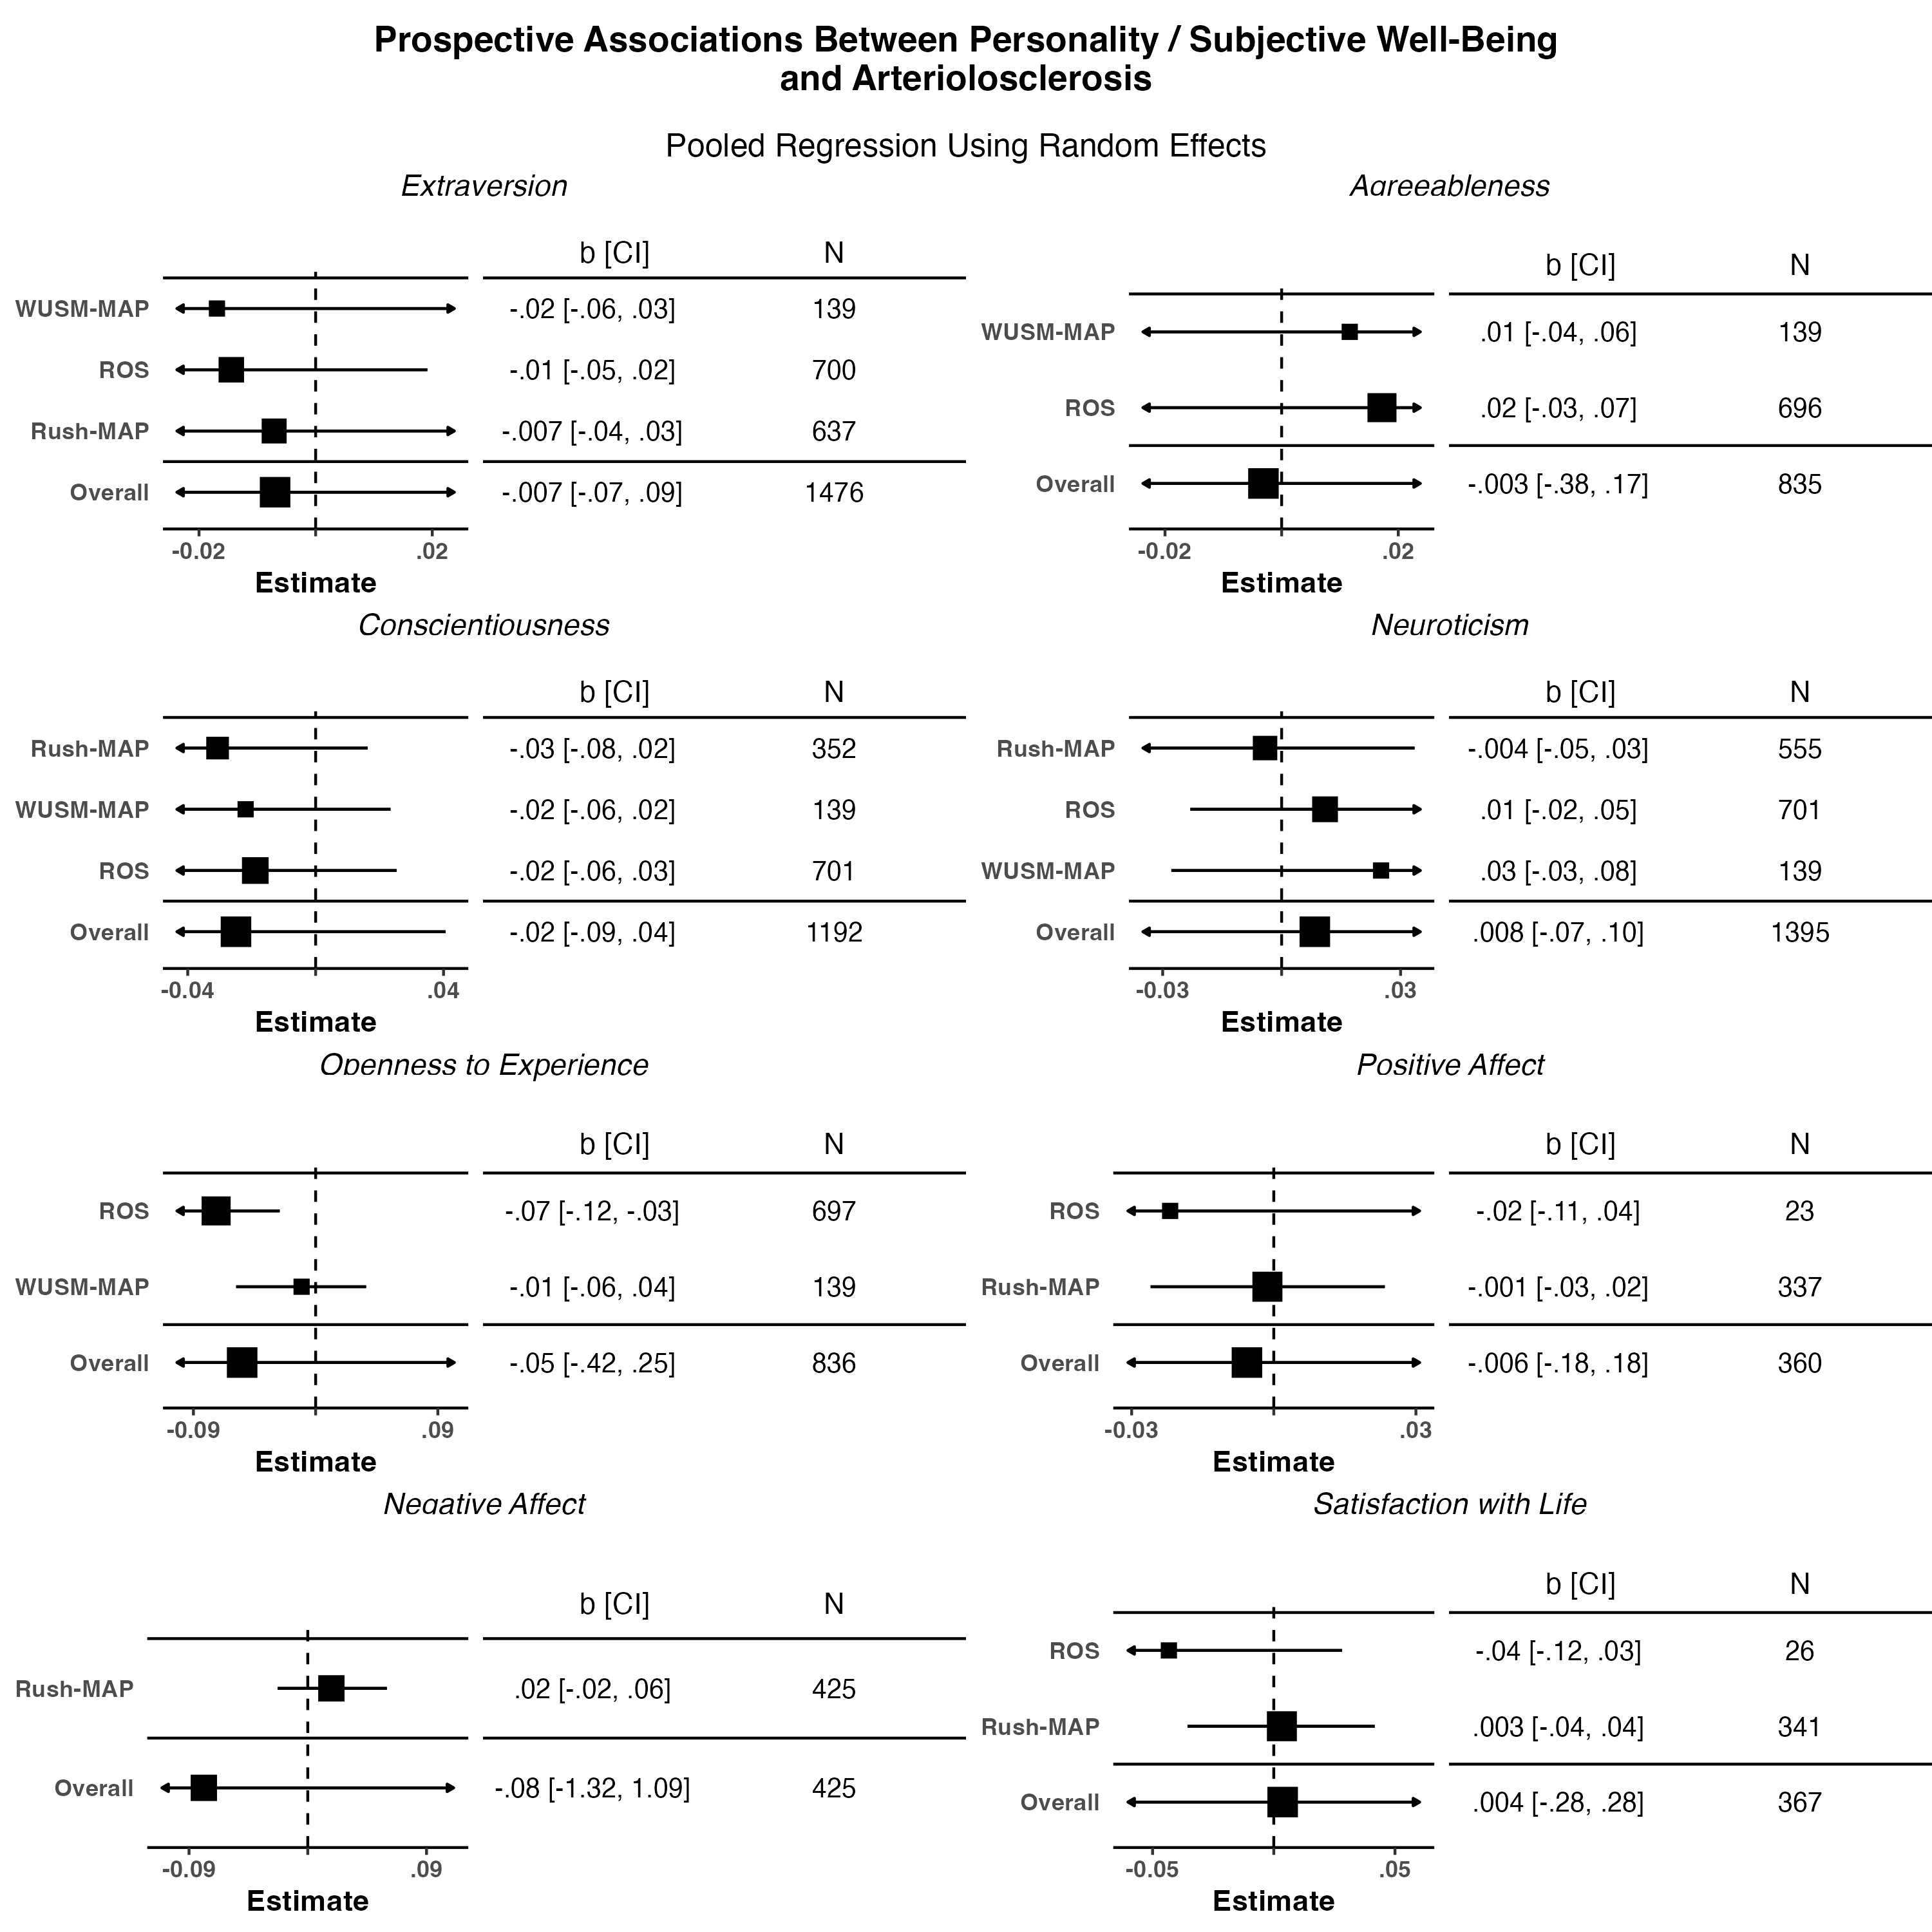 Prospective Associations Between Personality / Subjective Well-Being
and Arteriolosclerosis
Pooled Regression Using Random Effects
Extraversion
b [CI] N
WUSM-MAP -.02 [-.06, .03] 139
ROS -.01 [-.05, .02] 700
Rush-MAP -.007 [-.04, .03] 637
Overall -.007 [-.07, .09] 1476
-0.02 .02
Estimate
Agreeableness
b [CI] N
WUSM-MAP .01 [-.04, .06] 139
ROS .02 [-.03, .07] 696
Overall -.003 [-.38, .17] 835
-0.02 .02
Estimate
Conscientiousness
b [CI] N
Rush-MAP -.03 [-.08, .02] 352
WUSM-MAP -.02 [-.06, .02] 139
ROS -.02 [-.06, .03] 701
Overall -.02 [-.09, .04] 1192
-0.04 .04
Estimate
Neuroticism
b [CI] N
Rush-MAP -.004 [-.05, .03] 555
ROS .01 [-.02, .05] 701
WUSM-MAP .03 [-.03, .08] 139
Overall .008 [-.07, .10] 1395
-0.03 .03
Estimate
Openness to Experience
b [CI] N
ROS -.07 [-.12, -.03] 697
WUSM-MAP -.01 [-.06, .04] 139
Overall -.05 [-.42, .25] 836
-0.09 .09
Estimate
Positive Affect
b [CI] N
ROS -.02 [-.11, .04] 23
Rush-MAP -.001 [-.03, .02] 337
Overall -.006 [-.18, .18] 360
-0.03 .03
Estimate
Negative Affect
b [CI] N
Rush-MAP .02 [-.02, .06] 425
Overall -.08 [-1.32, 1.09] 425
-0.09 .09
Estimate
Satisfaction with Life
b [CI] N
ROS -.04 [-.12, .03] 26
Rush-MAP .003 [-.04, .04] 341
Overall .004 [-.28, .28] 367
-0.05 .05
Estimate